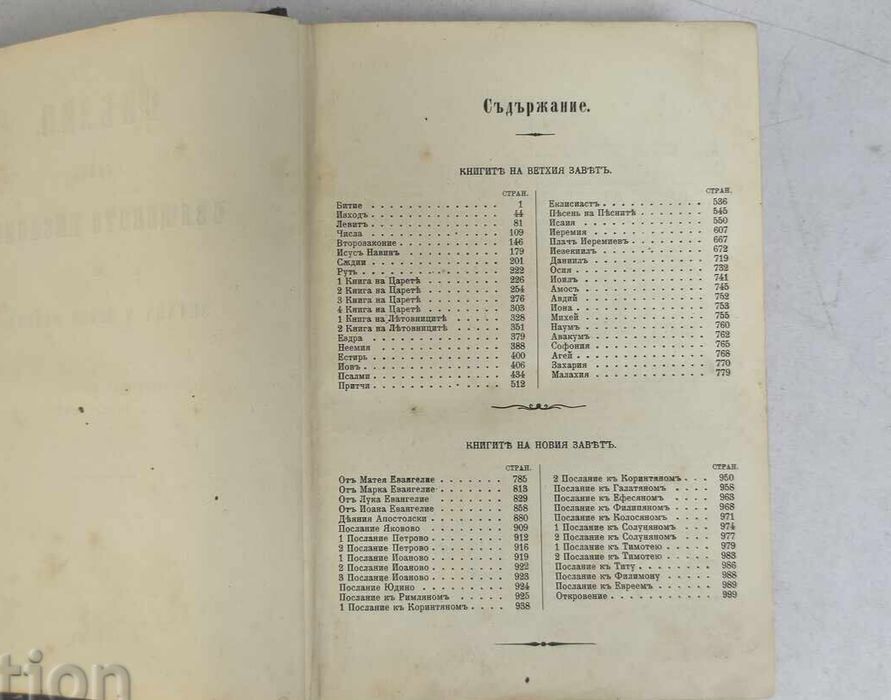 Съдържание.
КНИГИТѢ НА ВЕТХИЯ ЗАВѢТЪ.
СТРАН.
Битие 1
Изходъ 44
Левитъ 81
Числа 109
Второзаконие 146
Исусъ Навинъ 179
Сѫдии 201
Руть 222
1 Книга на Царетѣ 226
2 Книга на Царетѣ 254
3 Книга на Царетѣ 276
4 Книга на Царетѣ 303
1 Книга на Лѣтовницитѣ 328
2 Книга на Лѣтовницитѣ 351
Ездра 379
Неемия 388
Естирь 400
Иовъ 406
Псалми 434
Притчи 512
СТРАН.
Еклисиастъ 536
Пѣсень на Пѣснитѣ 545
Исаия 550
Иеремия 607
Плачъ Иеремиевъ 667
Иезекиилъ 672
Даниилъ 719
Осия 732
Иоилъ 741
Амосъ 745
Авдий 752
Иона 753
Михей 755
Наумъ 760
Авакумъ 762
Софония 765
Агей 768
Захария 770
Малахия 779
КНИГИТѢ НА НОВИЯ ЗАВѢТЪ.
СТРАН.
Отъ Матея Евангелие 785
Отъ Марка Евангелие 813
Отъ Лука Евангелие 829
Отъ Иоана Евангелие 858
Дѣяния Апостолски 880
Послание Яковово 909
1 Послание Петрово 912
2 Послание Петрово 916
1 Послание Иоаново 919
2 Послание Иоаново 922
3 Послание Иоаново 923
Послание Юдино 924
Послание къ Римляномъ 925
1 Послание къ Коринтяномъ 938
СТРАН.
2 Послание къ Коринтяномъ 950
Послание къ Галатяномъ 958
Послание къ Ефесяномъ 963
Послание къ Филипяномъ 968
Послание къ Колосяномъ 971
1 Послание къ Солуняномъ 974
2 Послание къ Солуняномъ 977
1 Послание къ Тимотею 979
2 Послание къ Тимотею 983
Послание къ Титу 986
Послание къ Филимону 988
Послание къ Евреемъ 989
Откровение 999
tion